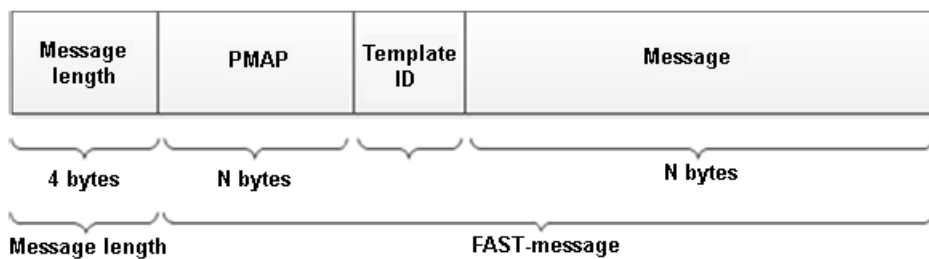 Message
length
PMAP
Template
ID
Message
4 bytes
N bytes
N bytes
Message length
FAST-message